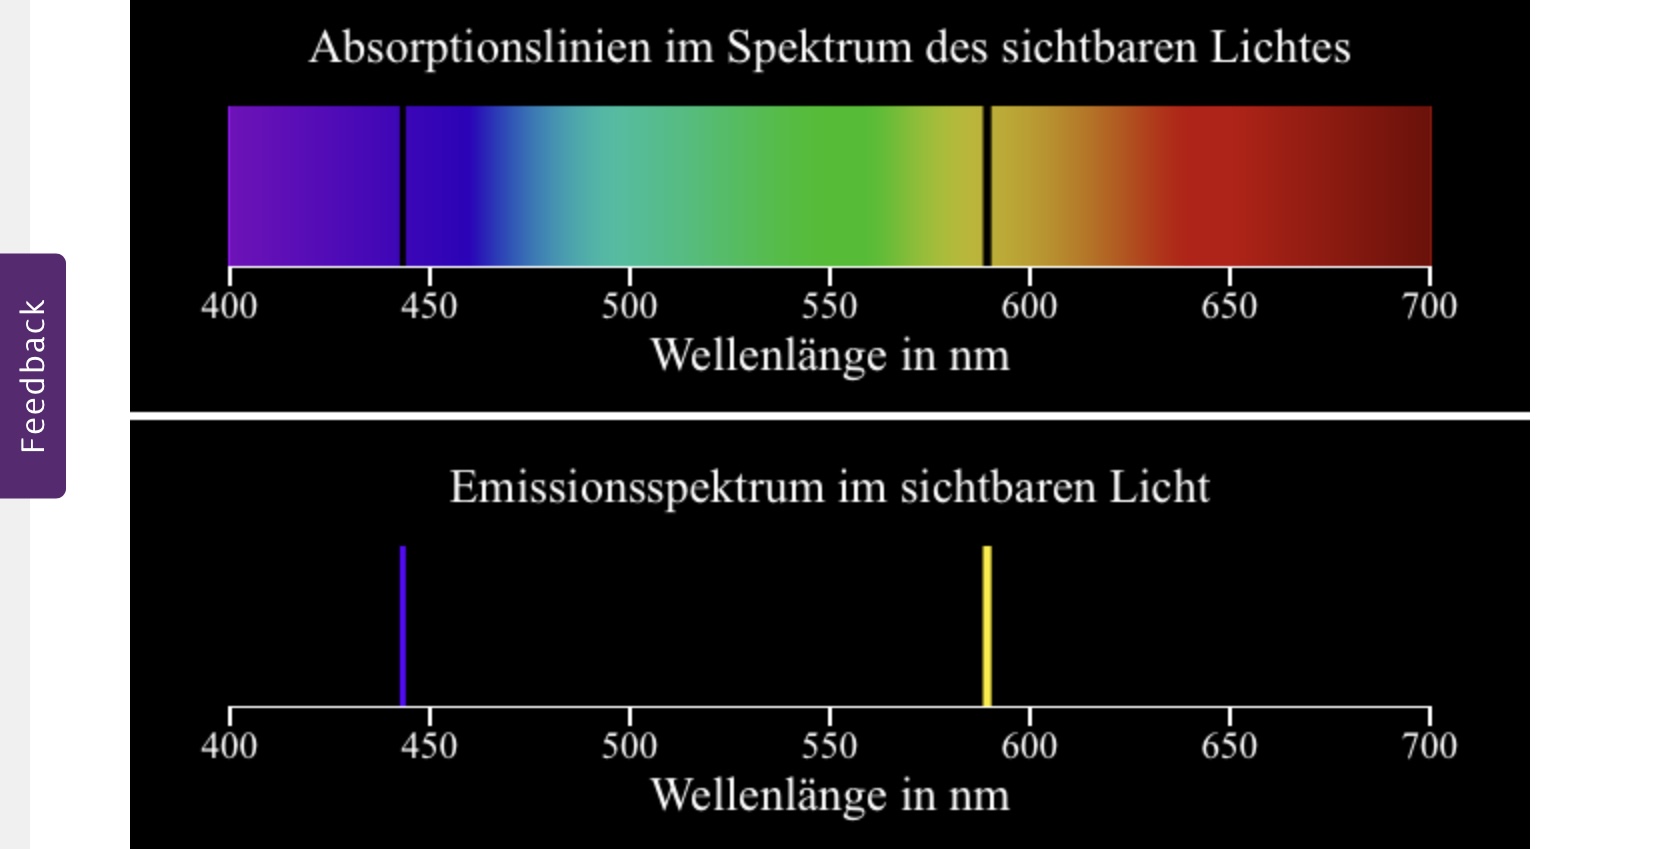 Absorptionslinien im Spektrum des sichtbaren Lichtes
400 450 500 550 600 650 700
Wellenlänge in nm
Feedback
Emissionsspektrum im sichtbaren Licht
400 450 500 550 600 650 700
Wellenlänge in nm